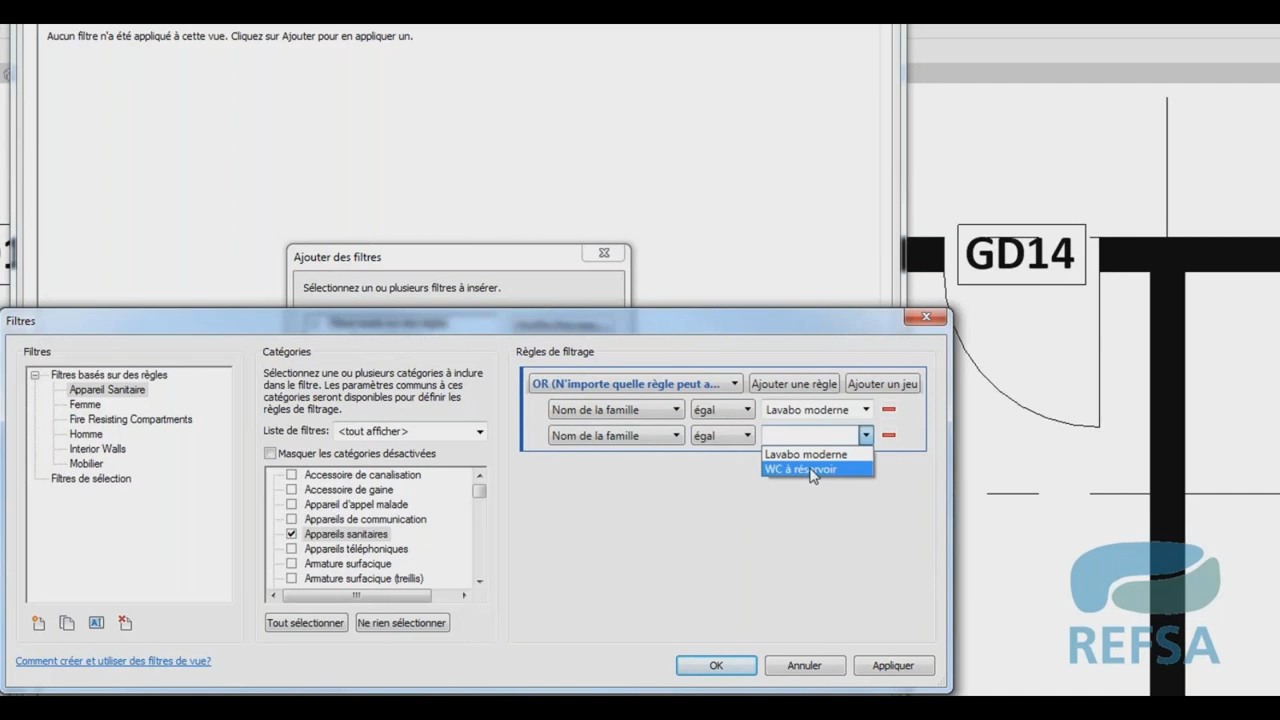 Aucun filtre n'a été appliqué à cette vue. Cliquez sur Ajouter pour en appliquer un.
GD14
Ajouter des filtres
Sélectionnez un ou plusieurs filtres à insérer.
Filtres
Filtres
Filtres basés sur des règles
Appareil Sanitaire
Femme
Fire Resisting Compartments
Homme
Interior Walls
Mobilier
Filtres de sélection
Comment créer et utiliser des filtres de vue?
Catégories
Sélectionnez une ou plusieurs catégories à inclure
dans le filtre. Les paramètres communs à ces
catégories seront disponibles pour définir les
règles de filtrage.
Liste de filtres: <tout afficher>
Masquer les catégories désactivées
Accessoire de canalisation
Accessoire de gaine
Appareil d'appel malade
Appareils de communication
Appareils sanitaires
Appareils téléphoniques
Armature surfacique
Armature surfacique (treillis)
Tout sélectionner Ne rien sélectionner
Règles de filtrage
OR (N'importe quelle règle peut a... Ajouter une règle Ajouter un jeu
Nom de la famille égal Lavabo moderne
Nom de la famille égal
Lavabo moderne
WC à réservoir
OK Annuler Appliquer
REFSA